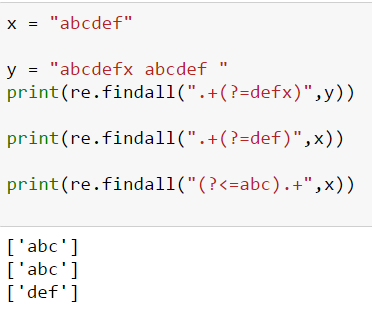 x = "abcdef"
y = "abcdefx abcdef "
print(re.findall(".+(?=defx)",y))
print(re.findall(".+(?=def)",x))
print(re.findall("(?<=abc).+",x))
['abc']
['abc']
['def']